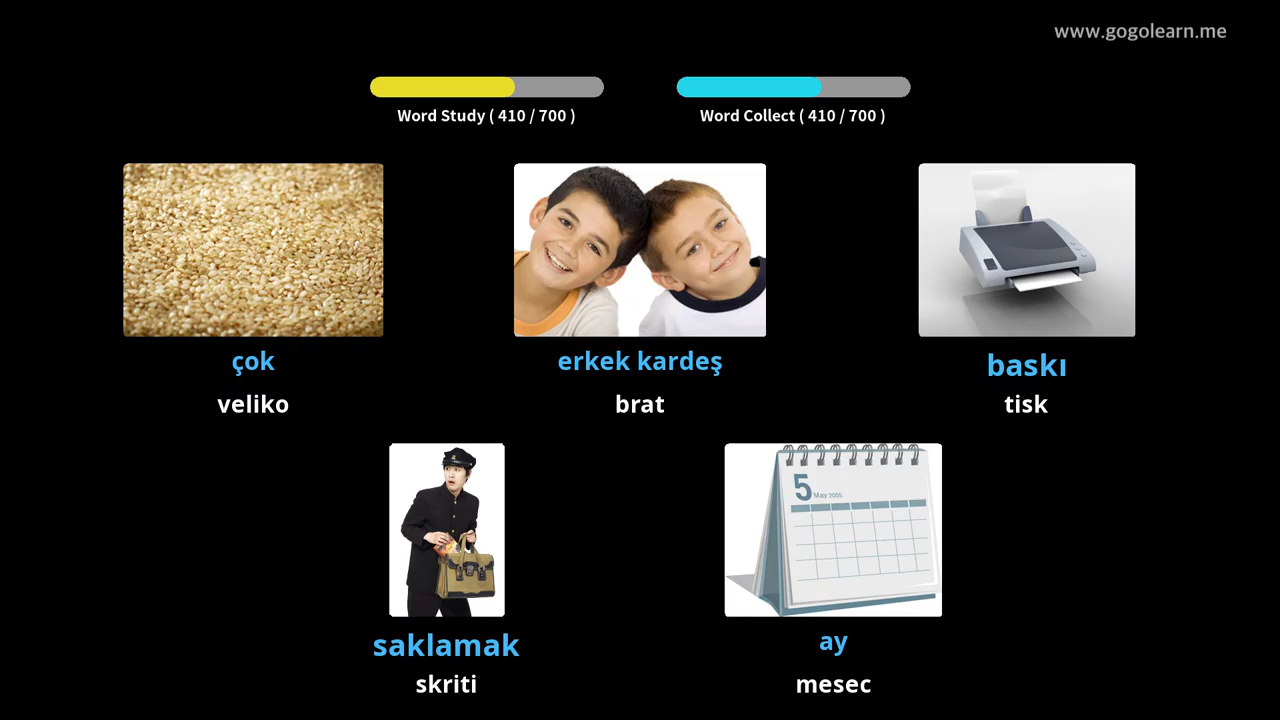 www.gogolearn.me
Word Study ( 410 / 700 )
Word Collect ( 410 / 700 )
çok
erkek kardeş
baskı
veliko
brat
tisk
5 May 2005
saklamak
ay
skriti
mesec